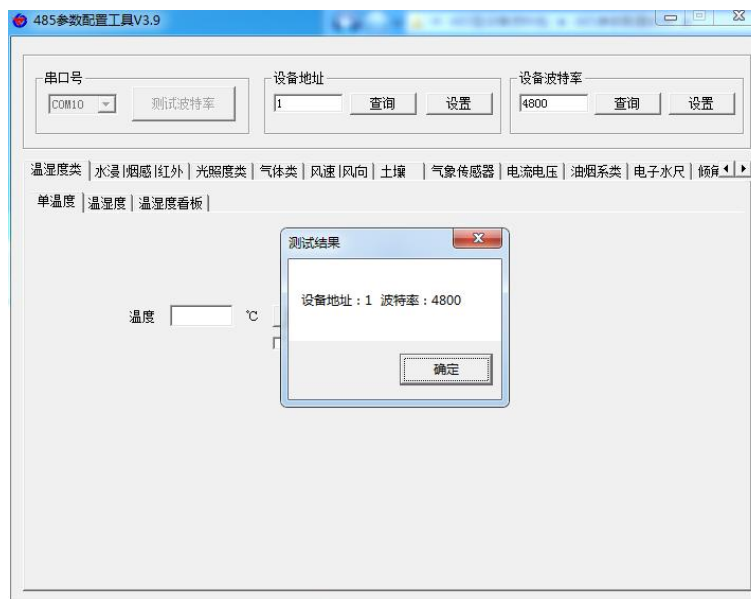 485参数配置工具V3.9
串口号 设备地址 设备波特率
COM10 测试波特率 1 查询 设置 4800 查询 设置
温湿度类 水浸|烟感|红外 光照度类 气体类 风速|风向 土壤 气象传感器 电流电压 油烟系类 电子水尺
单温度 温湿度 温湿度看板
测试结果
设备地址：1 波特率：4800
温度 ℃
确定